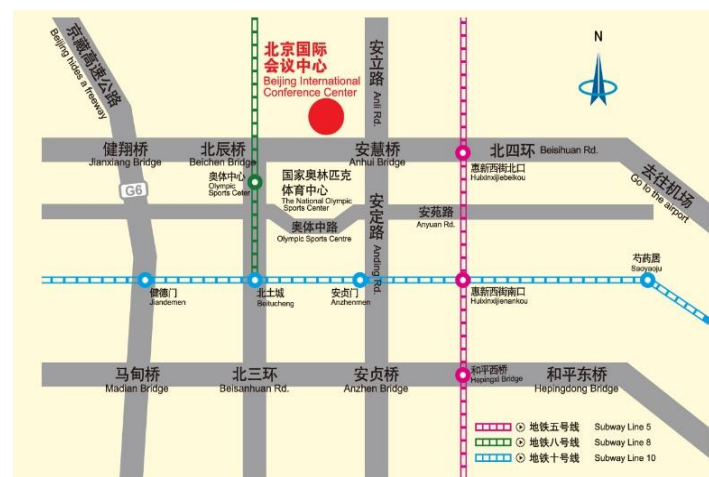 京藏高速公路
Beijing hides a freeway
北京国际
会议中心
Beijing International
Conference Center
安立路
Anli Rd.
N
健翔桥
Jianxiang Bridge
北辰桥
Beichen Bridge
安慧桥
Anhui Bridge
北四环
Beisihuan Rd.
去往机场
Go to the airport
奥体中心
Olympic
Sports Cater
国家奥林匹克
体育中心
The National Olympic
Sports Center
惠新西街北口
Huixinxijiebeikou
G6
奥体中路
Olympic Sports Centre
安定路
Anding Rd.
安苑路
Anyuan Rd.
芍药居
Saoyaoju
健德门
Jiandemen
北土城
Beitucheng
安贞门
Anzhenmen
惠新西街南口
Huixinxijienankou
马甸桥
Madian Bridge
北三环
Beisanhuan Rd.
安贞桥
Anzhen Bridge
和平西桥
Hepingxi Bridge
和平东桥
Hepingdong Bridge
地铁五号线 Subway Line 5
地铁八号线 Subway Line 8
地铁十号线 Subway Line 10